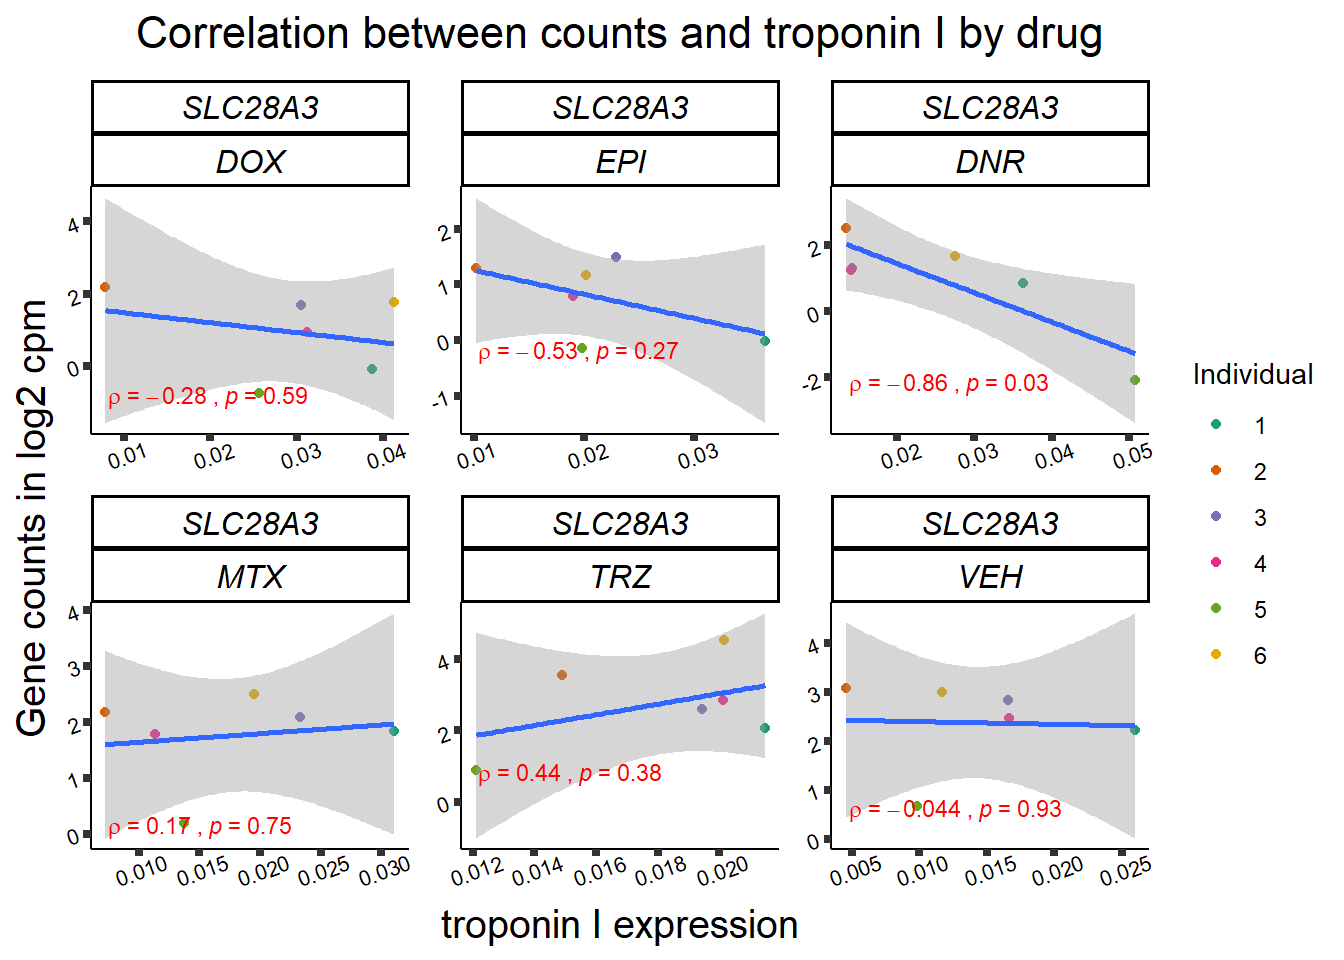 Correlation between counts and troponin I by drug
SLC28A3
SLC28A3
SLC28A3
DOX
EPI
DNR
4
2
0
ρ = −0.28 , p = 0.59
0.01
0.02
0.03
0.04
2
1
0
-1
ρ = −0.53 , p = 0.27
0.01
0.02
0.03
2
0
-2
ρ = −0.86 , p = 0.03
0.02
0.03
0.04
0.05
SLC28A3
SLC28A3
SLC28A3
MTX
TRZ
VEH
4
3
2
1
0
ρ = 0.17 , p = 0.75
0.010
0.015
0.020
0.025
0.030
4
2
0
ρ = 0.44 , p = 0.38
0.012
0.014
0.016
0.018
0.020
4
3
2
1
0
ρ = −0.044 , p = 0.93
0.005
0.010
0.015
0.020
0.025
Gene counts in log2 cpm
troponin I expression
Individual
1
2
3
4
5
6